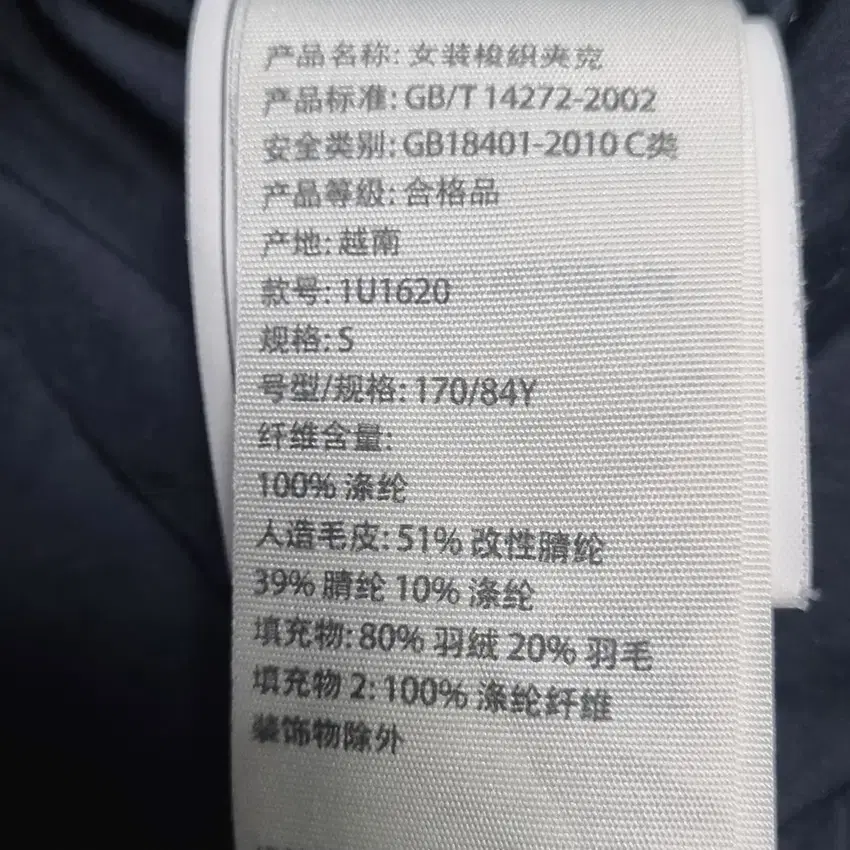 产品名称: 女装梭织夹克
产品标准: GB/T 14272-2002
安全类别: GB18401-2010 C类
产品等级: 合格品
产地: 越南
款号: 1U1620
规格: S
号型/规格: 170/84Y
纤维含量:
100% 涤纶
人造毛皮: 51% 改性腈纶
39% 腈纶 10% 涤纶
填充物: 80% 羽绒 20% 羽毛
填充物 2: 100% 涤纶纤维
装饰物除外